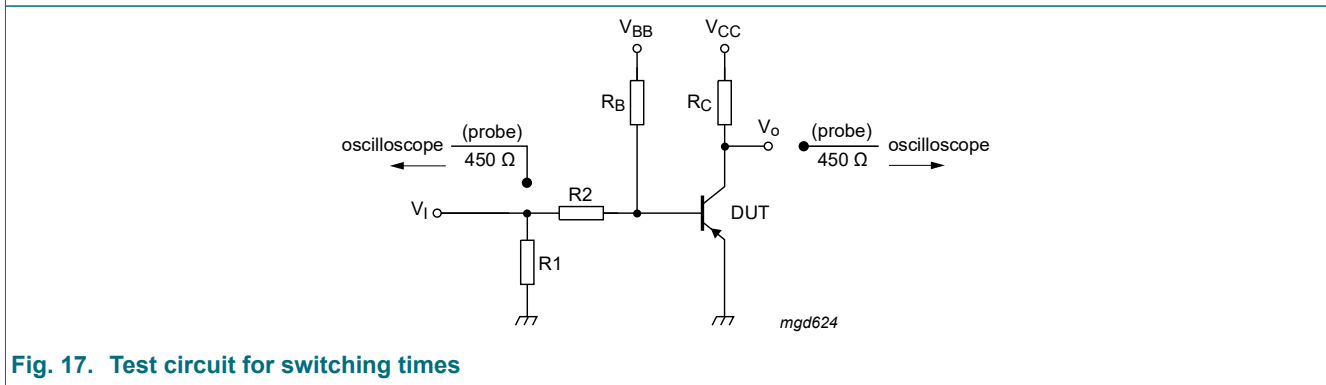 V_BB
V_CC
R_B
R_C
V_o
(probe)
oscilloscope
450 Ω
(probe)
oscilloscope
450 Ω
R2
V_I
DUT
R1
mgd624
Fig. 17. Test circuit for switching times